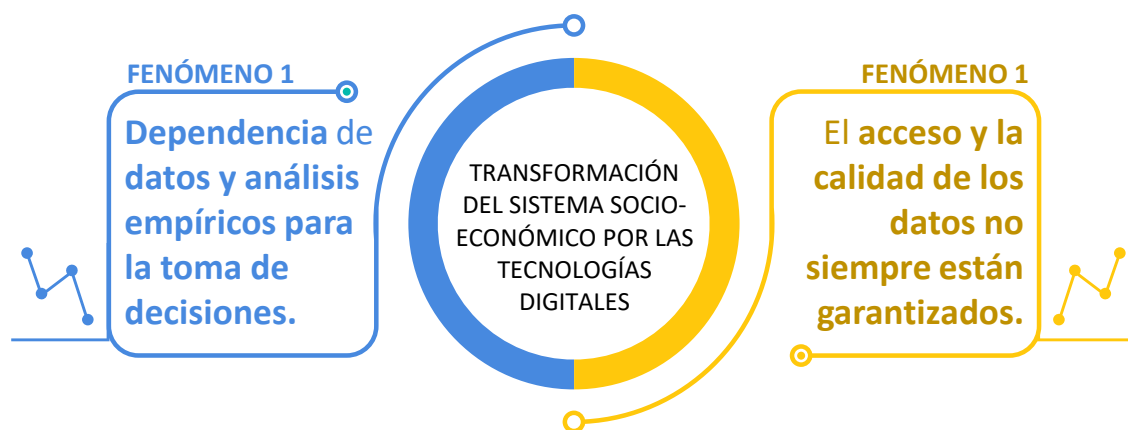 FENÓMENO 1
Dependencia de
datos y análisis
empíricos para
la toma de
decisiones.
TRANSFORMACIÓN
DEL SISTEMA SOCIO-
ECONÓMICO POR LAS
TECNOLOGÍAS
DIGITALES
FENÓMENO 1
El acceso y la
calidad de los
datos no
siempre están
garantizados.